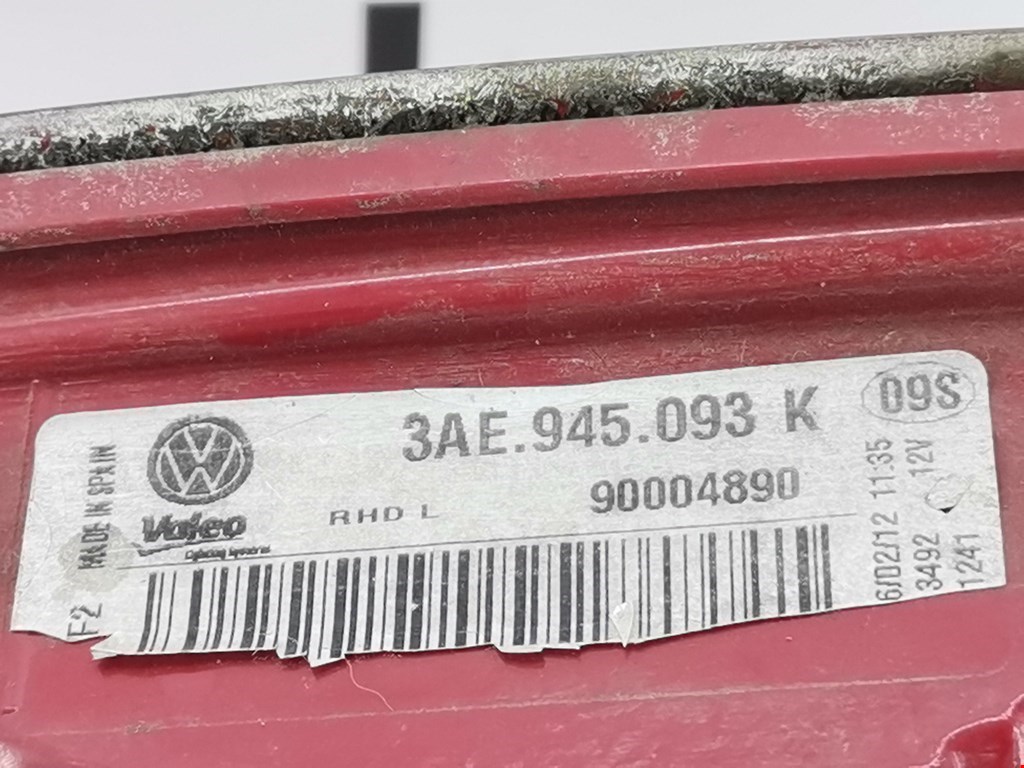 3AE.945.093 K
09S
90004890
RHD L
VW
Valeo
MADE IN SPAIN
F2
6/02/12 11:35
3492 12V
1241